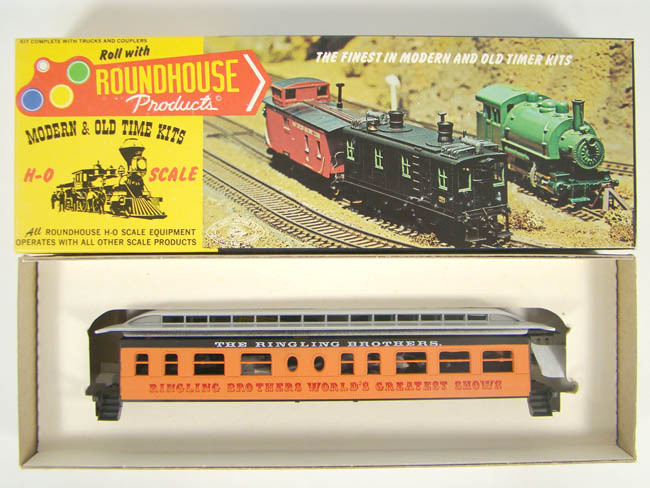 KIT COMPLETE WITH TRUCKS AND COUPLERS
Roll with
ROUNDHOUSE
Products©
MODERN & OLD TIME KITS
H-O SCALE
All ROUNDHOUSE H-O SCALE EQUIPMENT
OPERATES WITH ALL OTHER SCALE PRODUCTS
THE FINEST IN MODERN AND OLD TIMER KITS
THE RINGLING BROTHERS.
RINGLING BROTHERS WORLD'S GREATEST SHOWS